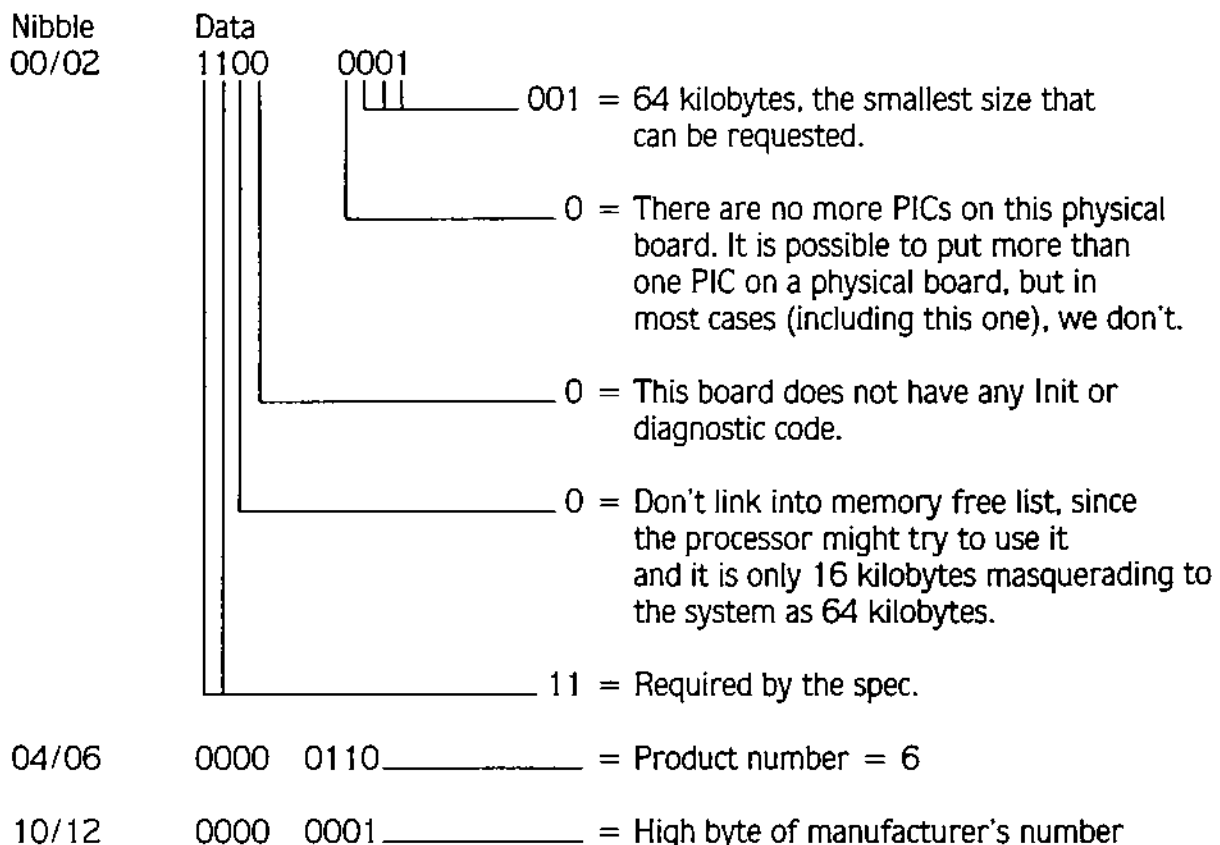 Nibble Data
00/02 1100 0001
001 = 64 kilobytes, the smallest size that
can be requested.
0 = There are no more PICs on this physical
board. It is possible to put more than
one PIC on a physical board, but in
most cases (including this one), we don't.
0 = This board does not have any Init or
diagnostic code.
0 = Don't link into memory free list, since
the processor might try to use it
and it is only 16 kilobytes masquerading to
the system as 64 kilobytes.
11 = Required by the spec.
04/06 0000 0110 = Product number = 6
10/12 0000 0001 = High byte of manufacturer's number